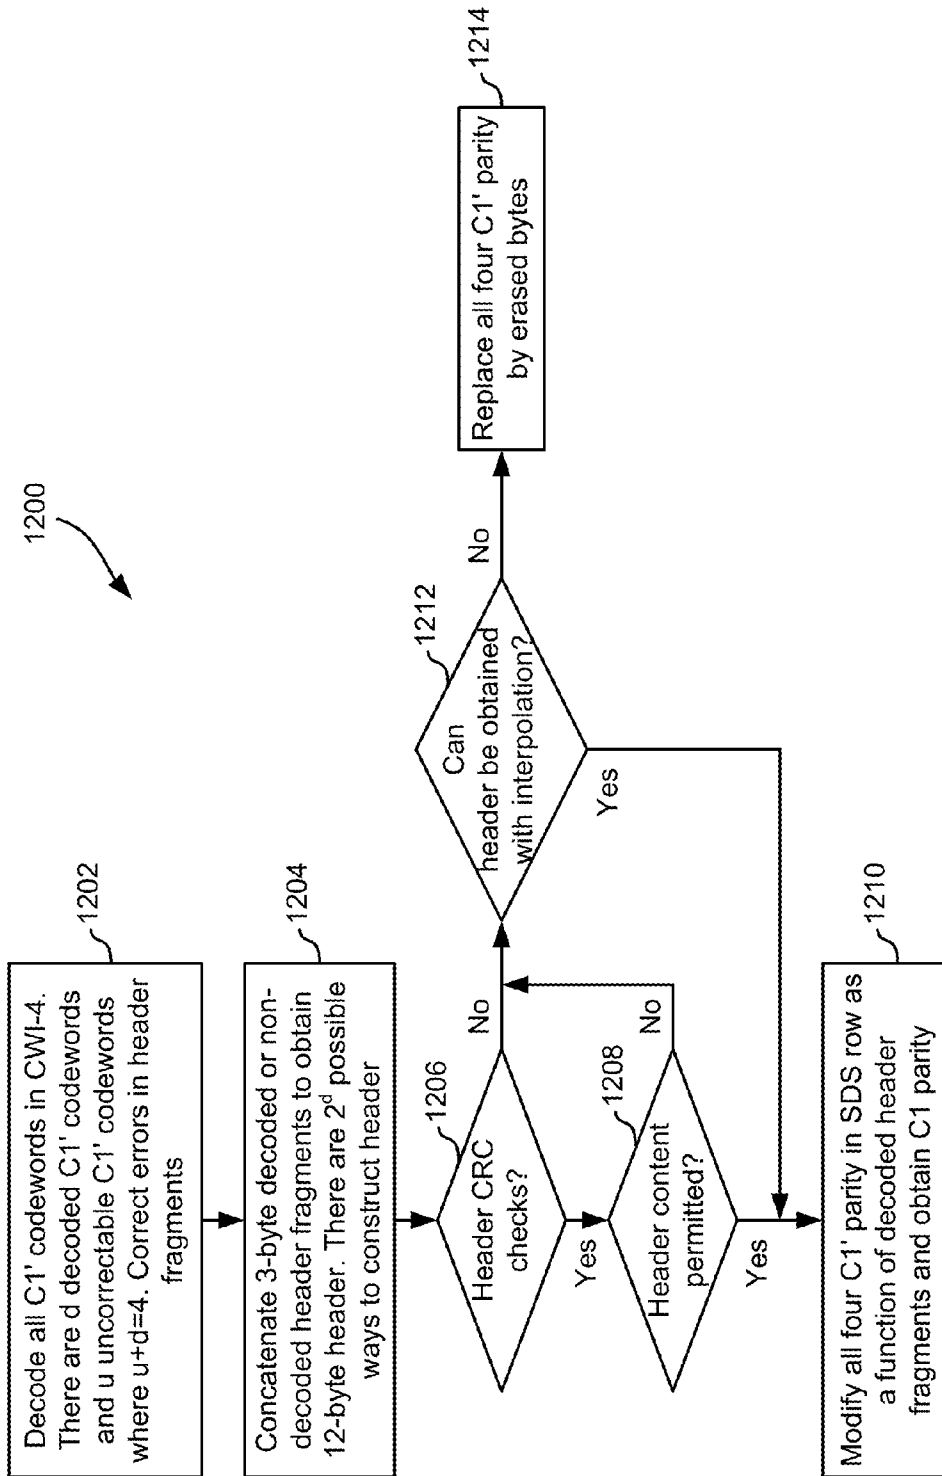 1200
1202
Decode all C1' codewords in CWI-4.
There are d decoded C1' codewords
and u uncorrectable C1' codewords
where u+d=4. Correct errors in header
fragments
1204
Concatenate 3-byte decoded or non-
decoded header fragments to obtain
12-byte header. There are 2^d possible
ways to construct header
1206
Header CRC
checks?
No
Yes
1208
Header content
permitted?
No
Yes
1210
Modify all four C1' parity in SDS row as
a function of decoded header
fragments and obtain C1 parity
1212
Can
header be obtained
with interpolation?
No
Yes
1214
Replace all four C1' parity
by erased bytes